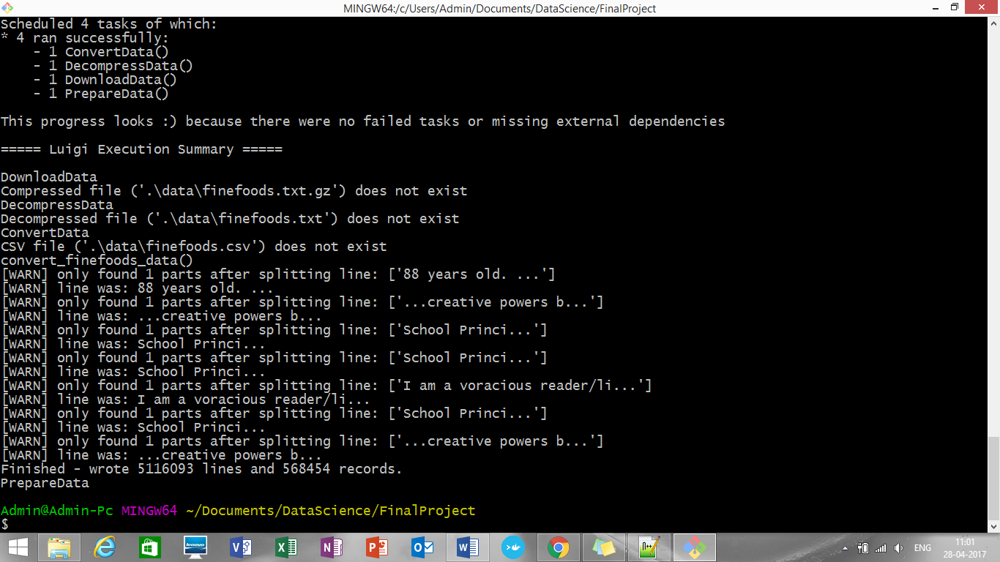 MINGW64:/c/Users/Admin/Documents/DataScience/FinalProject
Scheduled 4 tasks of which:
* 4 ran successfully:
    - 1 ConvertData()
    - 1 DecompressData()
    - 1 DownloadData()
    - 1 PrepareData()
This progress looks :) because there were no failed tasks or missing external dependencies
===== Luigi Execution Summary =====
DownloadData
Compressed file ('.\data\finefoods.txt.gz') does not exist
DecompressData
Decompressed file ('.\data\finefoods.txt') does not exist
ConvertData
CSV file ('.\data\finefoods.csv') does not exist
convert_finefoods_data()
[WARN] only found 1 parts after splitting line: ['88 years old. ...']
[WARN] line was: 88 years old. ...
[WARN] only found 1 parts after splitting line: ['...creative powers b...']
[WARN] line was: ...creative powers b...
[WARN] only found 1 parts after splitting line: ['School Princi...']
[WARN] line was: School Princi...
[WARN] only found 1 parts after splitting line: ['School Princi...']
[WARN] line was: School Princi...
[WARN] only found 1 parts after splitting line: ['I am a voracious reader/li...']
[WARN] line was: I am a voracious reader/li...
[WARN] only found 1 parts after splitting line: ['School Princi...']
[WARN] line was: School Princi...
[WARN] only found 1 parts after splitting line: ['...creative powers b...']
[WARN] line was: ...creative powers b...
Finished - wrote 5116093 lines and 568454 records.
PrepareData
Admin@Admin-Pc MINGW64 ~/Documents/DataScience/FinalProject
$
lenovo
ENG
11:01
28-04-2017